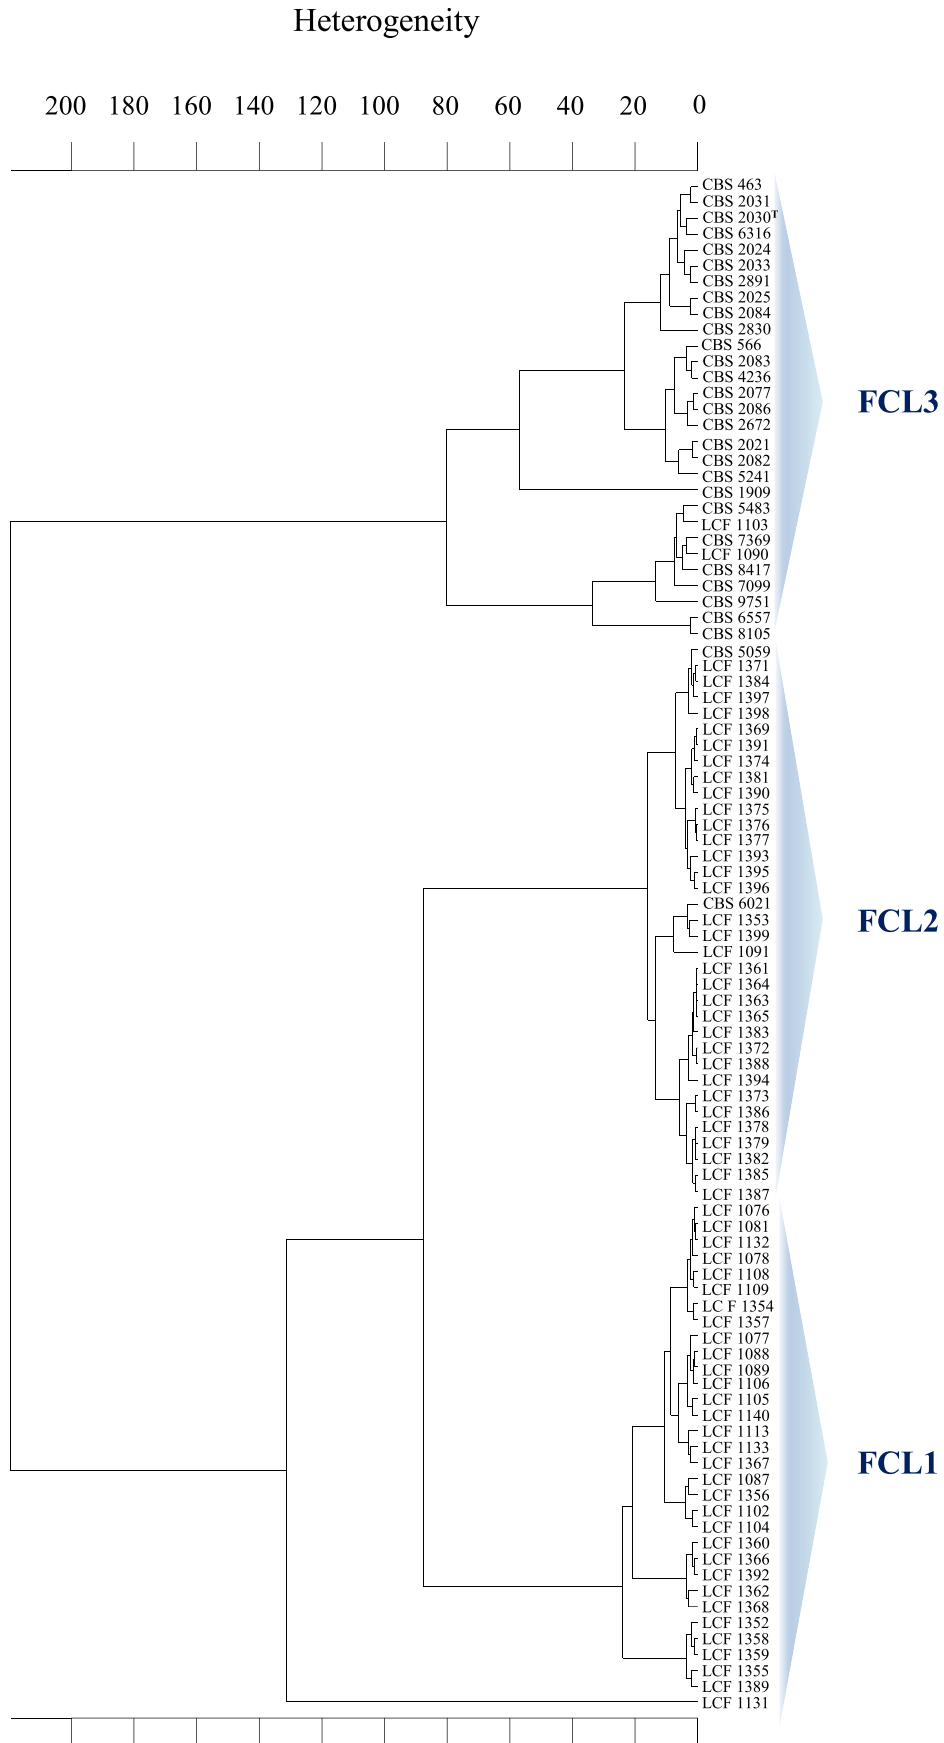 Heterogeneity
200 180 160 140 120 100 80 60 40 20 0
CBS 463
CBS 2031
CBS 2030T
CBS 6316
CBS 2024
CBS 2033
CBS 2891
CBS 2025
CBS 2084
CBS 2830
CBS 566
CBS 2083
CBS 4236
CBS 2077
FCL3
CBS 2086
CBS 2672
CBS 2021
CBS 2082
CBS 5241
CBS 1909
CBS 5483
LCF 1103
CBS 7369
LCF 1090
CBS 8417
CBS 7099
CBS 9751
CBS 6557
CBS 8105
CBS 5059
LCF 1371
LCF 1384
LCF 1397
LCF 1398
LCF 1369
LCF 1391
LCF 1374
LCF 1381
LCF 1390
LCF 1375
LCF 1376
LCF 1377
LCF 1393
LCF 1395
LCF 1396
CBS 6021
LCF 1353
FCL2
LCF 1399
LCF 1091
LCF 1361
LCF 1364
LCF 1363
LCF 1365
LCF 1383
LCF 1372
LCF 1388
LCF 1394
LCF 1373
LCF 1386
LCF 1378
LCF 1379
LCF 1382
LCF 1385
LCF 1387
LCF 1076
LCF 1081
LCF 1132
LCF 1078
LCF 1108
LCF 1109
LC F 1354
LCF 1357
LCF 1077
LCF 1088
LCF 1089
LCF 1106
LCF 1105
LCF 1140
LCF 1113
LCF 1133
LCF 1367
FCL1
LCF 1087
LCF 1356
LCF 1102
LCF 1104
LCF 1360
LCF 1366
LCF 1392
LCF 1362
LCF 1368
LCF 1352
LCF 1358
LCF 1359
LCF 1355
LCF 1389
LCF 1131